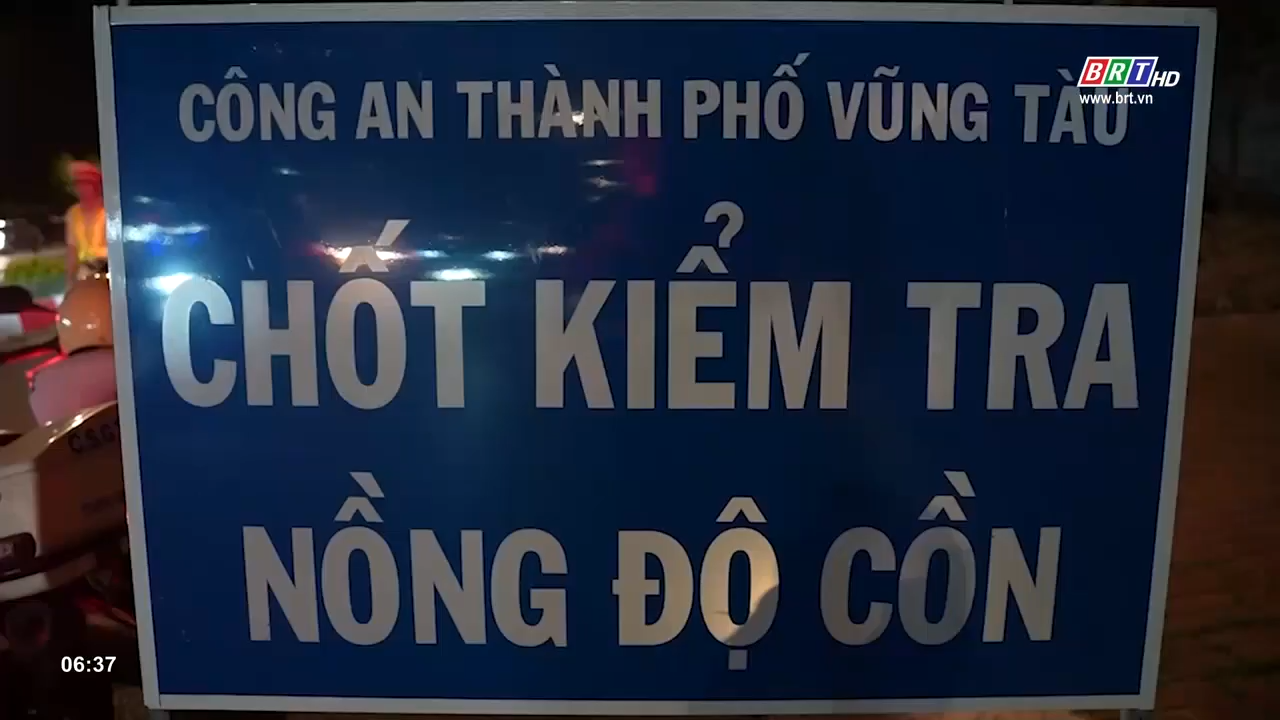 BRT HD
www.brt.vn
CÔNG AN THÀNH PHỐ VŨNG TÀU
CHỐT KIỂM TRA
NỒNG ĐỘ CỒN
C.S.G
06:37